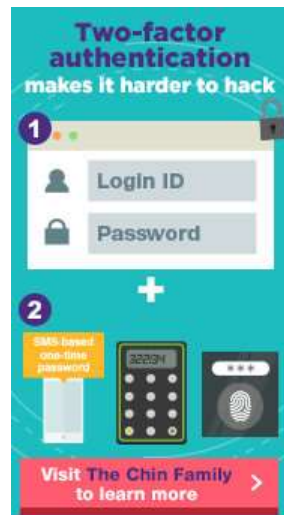 Two-factor
authentication
makes it harder to hack
1
Login ID
Password
+
2
SMS-based
one-time
password
322134
Visit The Chin Family
to learn more